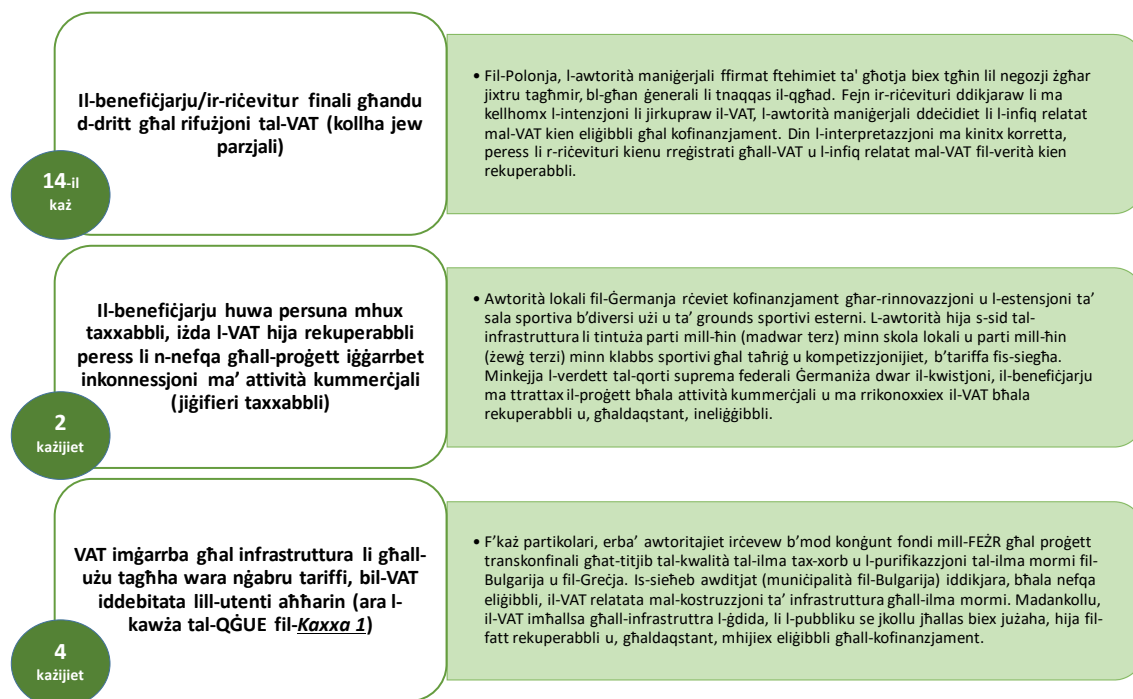 Il-benefiċjarju/ir-riċevitur finali għandu
d-dritt għal rifużjoni tal-VAT (kollha jew
parzjali)
14-il
każ
• Fil-Polonja, l-awtorità maniġerjali ffirmat ftehimiet ta' għotja biex tgħin lil negozji żgħar
jixtru tagħmir, bl-għan ġenerali li tnaqqas il-qgħad. Fejn ir-riċevituri ddikjaraw li ma
kellhomx l-intenzjoni li jirkupraw il-VAT, l-awtorità maniġerjali ddeċidiet li l-infiq relatat
mal-VAT kien eliġibbli għal kofinanzjament. Din l-interpretazzjoni ma kinitx korretta,
peress li r-riċevituri kienu rreġistrati għall-VAT u l-infiq relatat mal-VAT fil-verità kien
rekuperabbli.
Il-benefiċjarju huwa persuna mhux
taxxabbli, iżda l-VAT hija rekuperabbli
peress li n-nefqa għall-proġett iġġarrbet
inkonnessjoni ma' attività kummerċjali
(jiġifieri taxxabbli)
2
każijiet
• Awtorità lokali fil-Ġermanja rċeviet kofinanzjament għar-rinnovazzjoni u l-estensjoni ta'
sala sportiva b'diversi użi u ta' grounds sportivi esterni. L-awtorità hija s-sid tal-
infrastruttura li tintuża parti mill-ħin (madwar terz) minn skola lokali u parti mill-ħin
(żewġ terzi) minn klabbs sportivi għal taħriġ u kompetizzjonijiet, b'tariffa fis-siegħa.
Minkejja l-verdett tal-qorti suprema federali Ġermaniża dwar il-kwistjoni, il-benefiċjarju
ma ttrattax il-proġett bħala attività kummerċjali u ma rrikonoxxiex il-VAT bħala
rekuperabbli u, għaldaqstant, ineliġġibbli.
VAT imġarrba għal infrastruttura li għall-
użu tagħha wara nġabru tariffi, bil-VAT
iddebitata lill-utenti aħħarin (ara l-
kawża tal-QĠUE fil-Kaxxa 1)
4
każijiet
• F'każ partikolari, erba' awtoritajiet irċevew b'mod konġunt fondi mill-FEŻR għal proġett
transkonfinali għat-titjib tal-kwalità tal-ilma tax-xorb u l-purifikazzjoni tal-ilma mormi fil-
Bulgarija u fil-Greċja. Is-sieħeb awditjat (muniċipalità fil-Bulgarija) iddikjara, bħala nefqa
eliġibbli, il-VAT relatata mal-kostruzzjoni ta' infrastruttura għall-ilma mormi. Madankollu,
il-VAT imħallsa għall-infrastruttra l-ġdida, li l-pubbliku se jkollu jħallas biex jużaha, hija fil-
fatt rekuperabbli u, għaldaqstant, mhijiex eliġibbli għall-kofinanzjament.